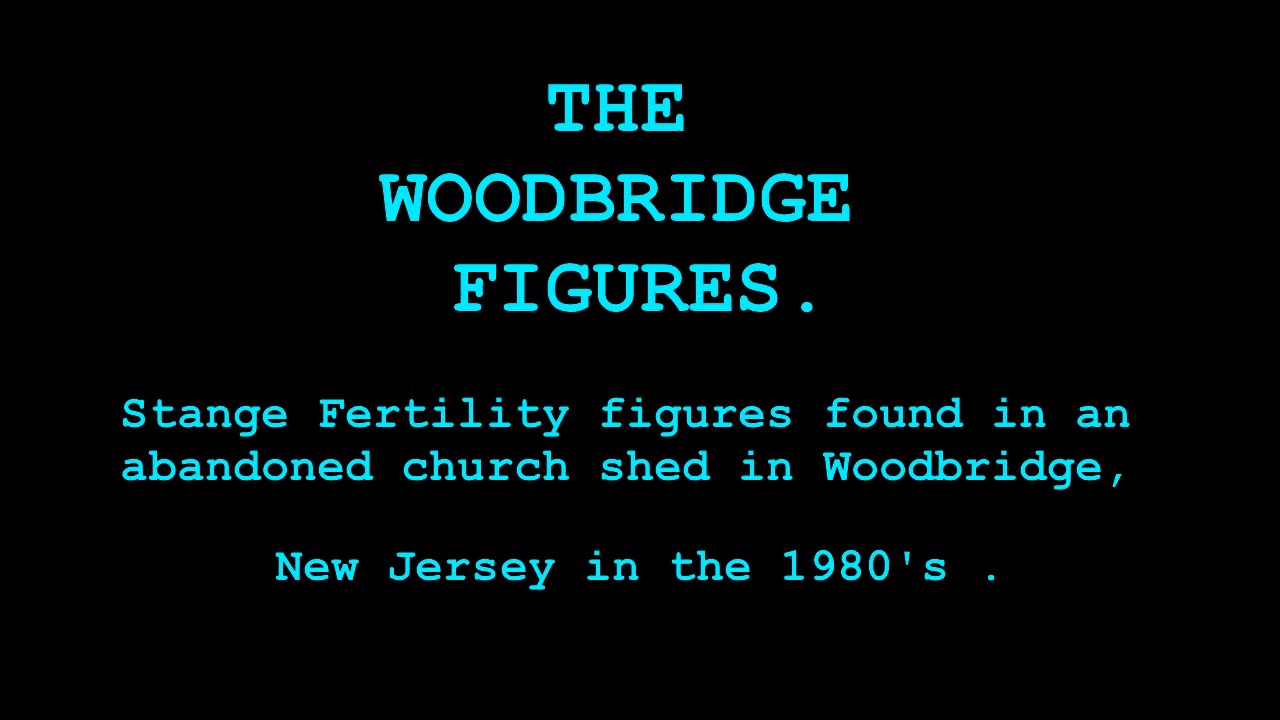 THE
WOODBRIDGE
FIGURES.
Stange Fertility figures found in an
abandoned church shed in Woodbridge,
New Jersey in the 1980's .